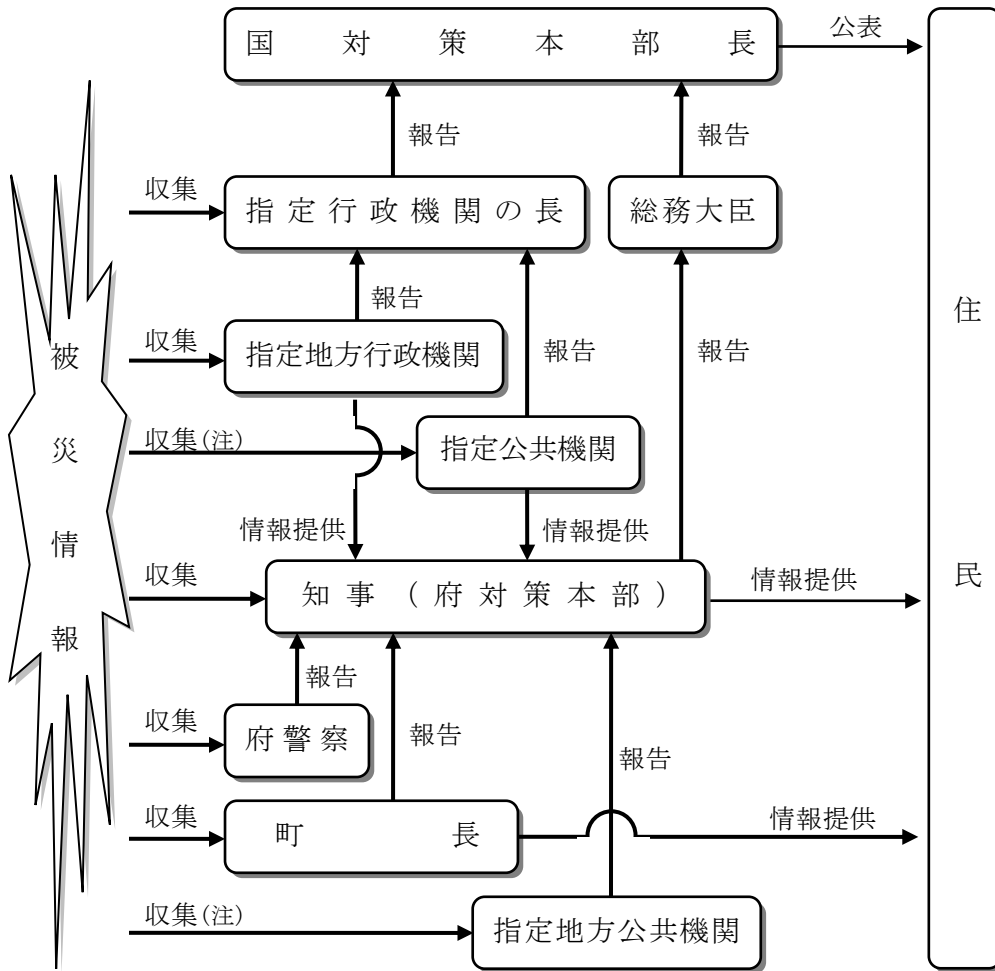 国対策本部長
公表
報告
報告
収集
指定行政機関の長
総務大臣
報告
収集
指定地方行政機関
報告
報告
収集(注)
指定公共機関
情報提供
情報提供
収集
知事(府対策本部)
情報提供
報告
収集
府警察
報告
報告
収集
町長
情報提供
収集(注)
指定地方公共機関
被災情報
住民